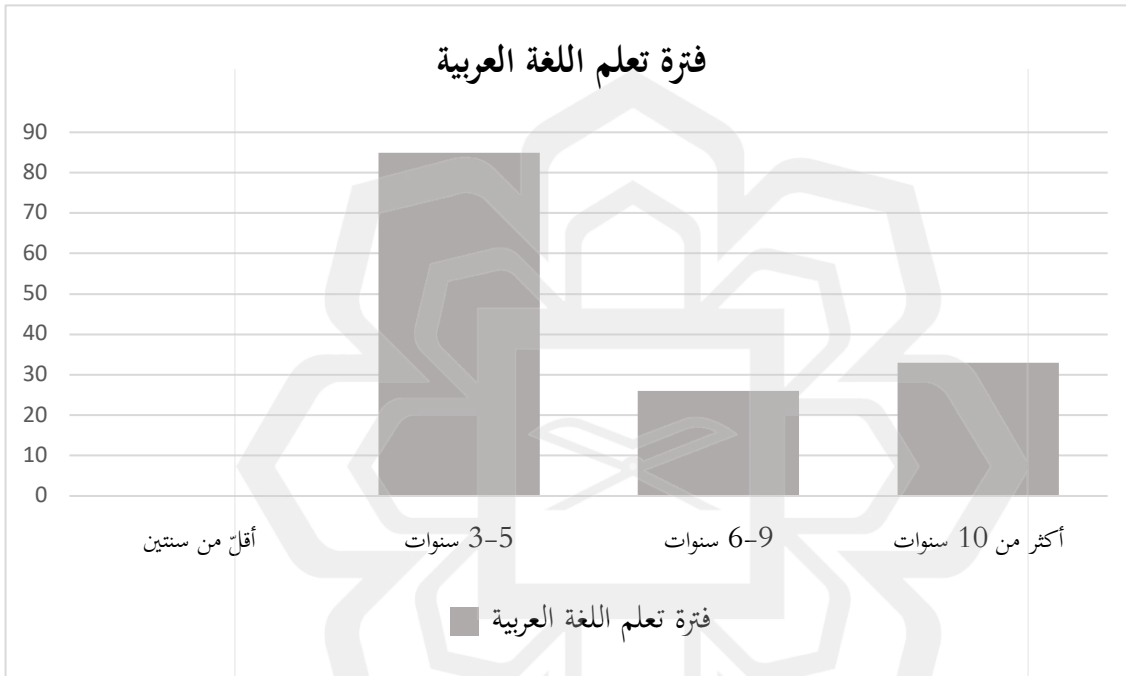 فترة تعلم اللغة العربية
90
80
70
60
50
40
30
20
10
0
أقلّ من سنتين
3-5 سنوات
6-9 سنوات
أكثر من 10 سنوات
فترة تعلم اللغة العربية